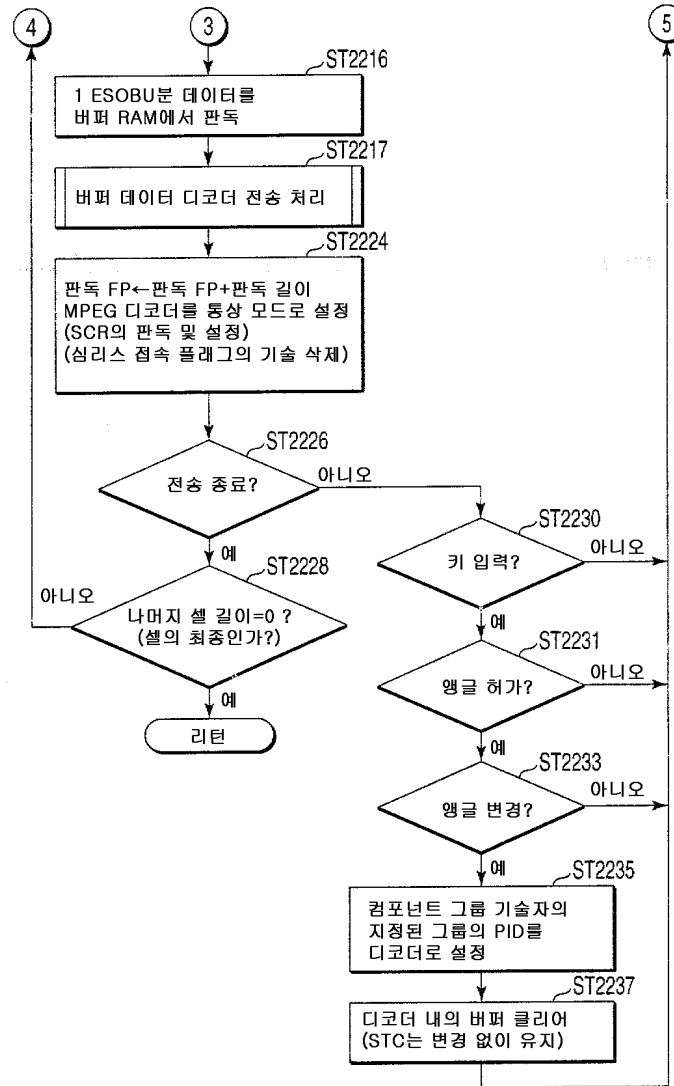 4
3
5
ST2216
1 ESOBU분 데이터를
버퍼 RAM에서 판독
ST2217
버퍼 데이터 디코더 전송 처리
ST2224
판독 FP←판독 FP+판독 길이
MPEG 디코더를 통상 모드로 설정
(SCR의 판독 및 설정)
(심리스 접속 플래그의 기술 삭제)
ST2226
전송 종료?
아니오
예
ST2228
아니오
나머지 셀 길이=0 ?
(셀의 최종인가?)
예
리턴
ST2230
키 입력?
아니오
예
ST2231
앵글 허가?
아니오
예
ST2233
앵글 변경?
아니오
예
ST2235
컴포넌트 그룹 기술자의
지정된 그룹의 PID를
디코더로 설정
ST2237
디코더 내의 버퍼 클리어
(STC는 변경 없이 유지)